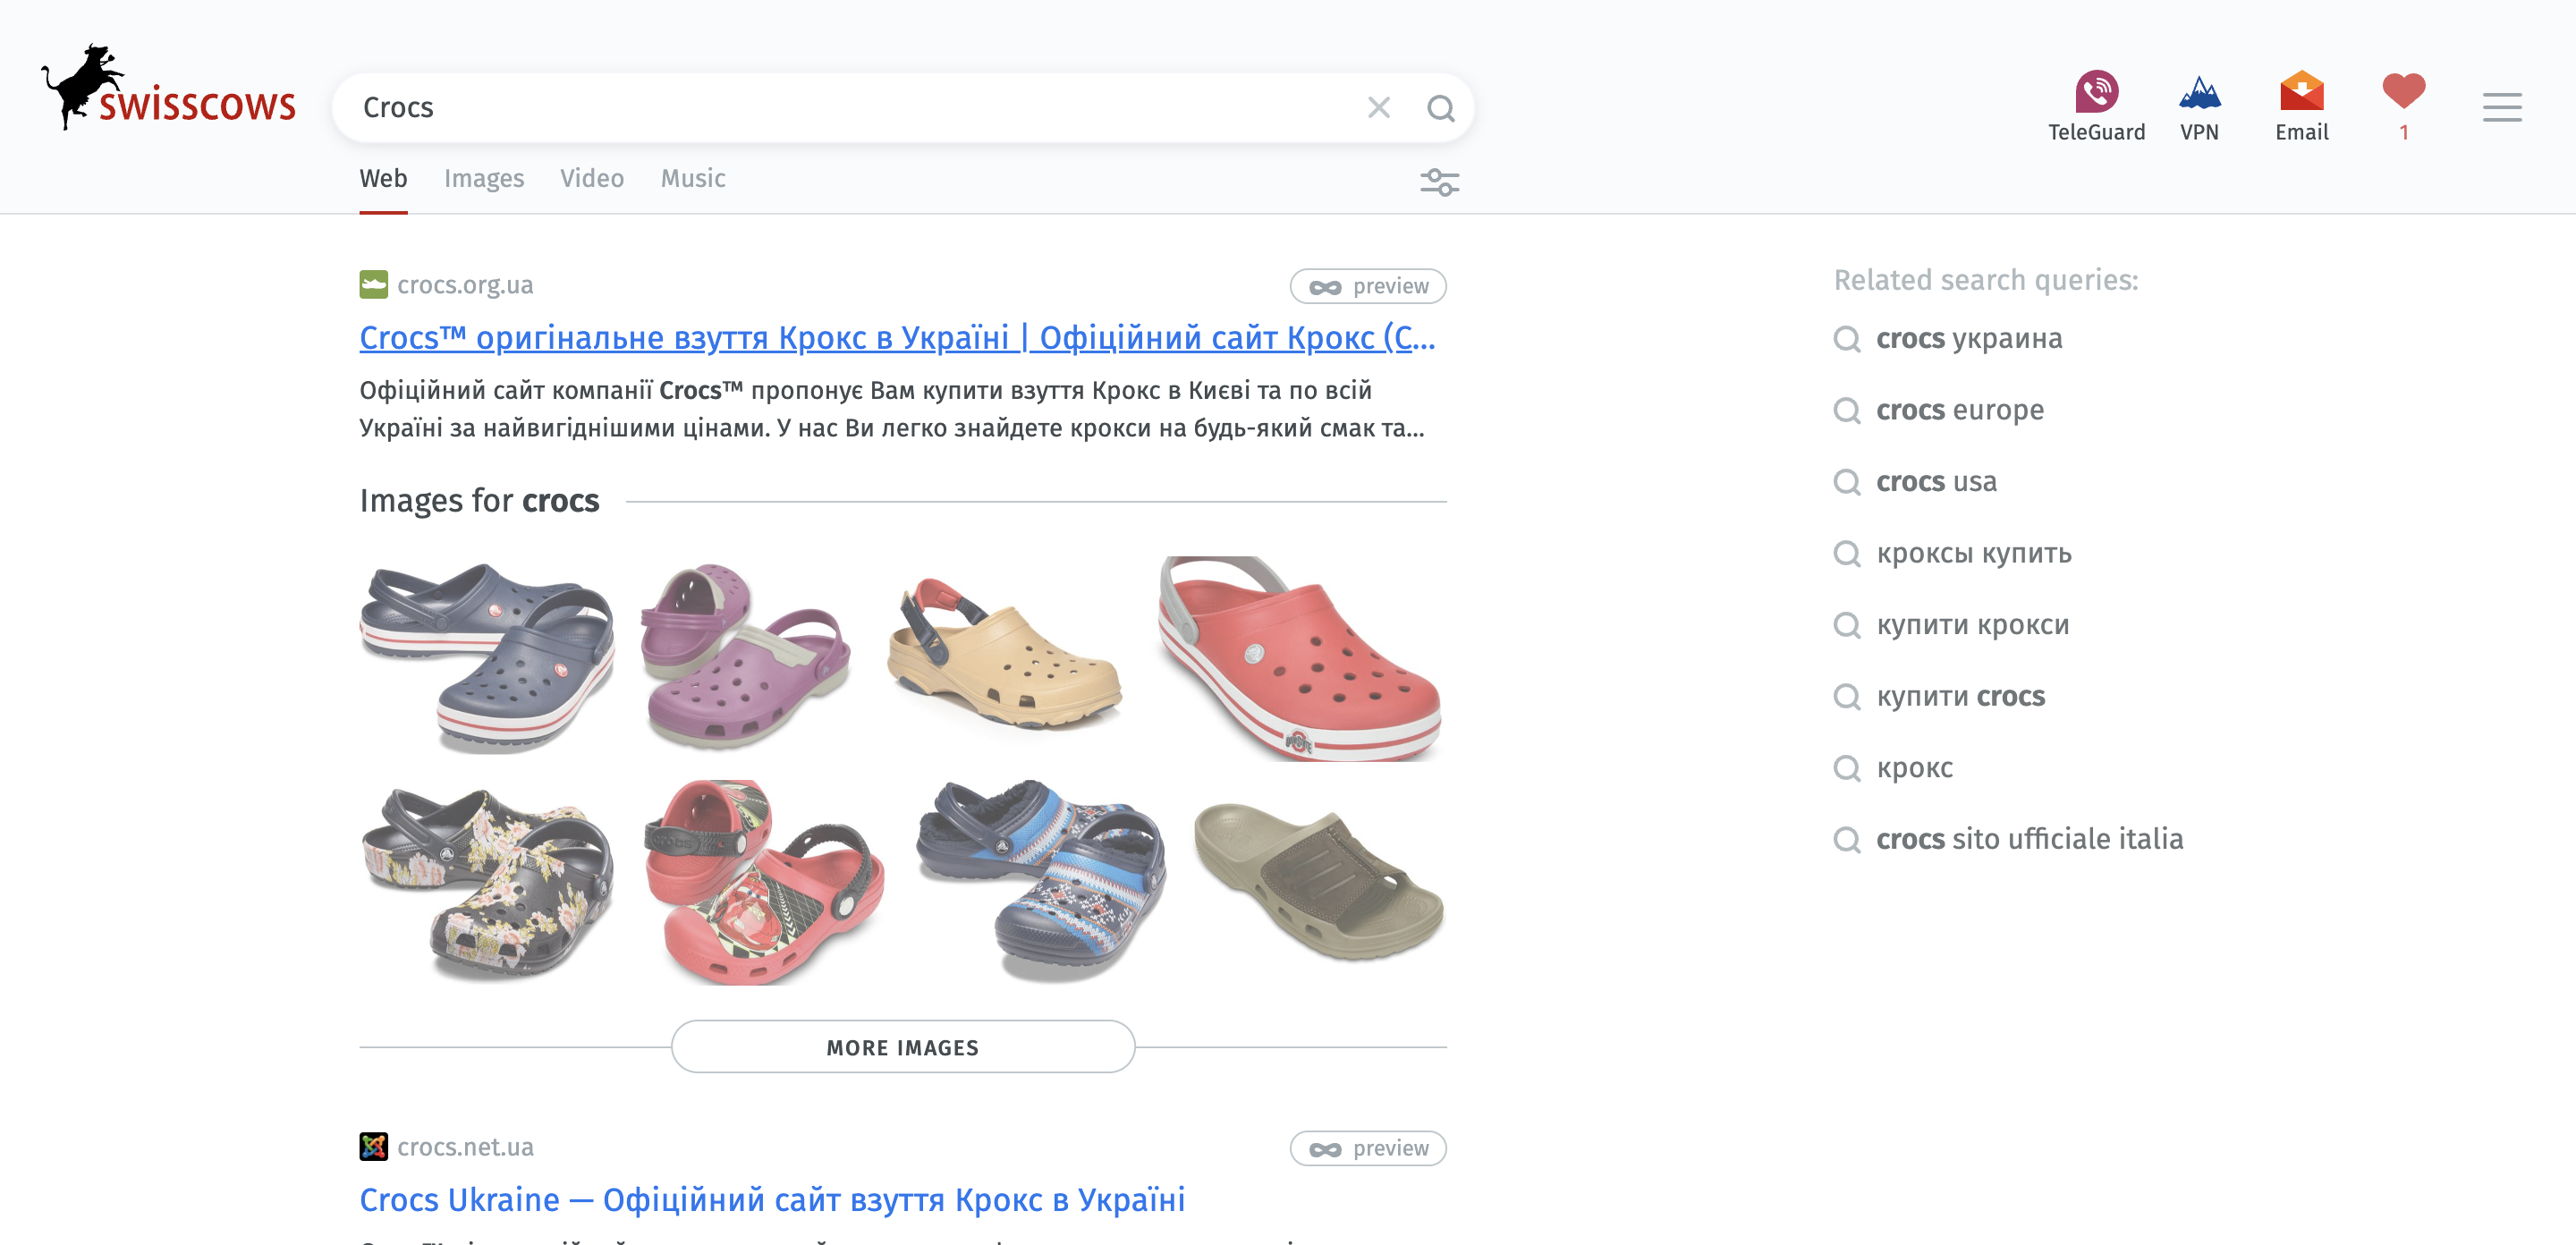 swisscows
Crocs
TeleGuard
VPN
Email
1
Web
Images
Video
Music
crocs.org.ua
preview
Crocs™ оригінальне взуття Крокс в Україні | Офіційний сайт Крокс (C...
Офіційний сайт компанії Crocs™ пропонує Вам купити взуття Крокс в Києві та по всій
Україні за найвигіднішими цінами. У нас Ви легко знайдете крокси на будь-який смак та...
Images for crocs
MORE IMAGES
crocs.net.ua
preview
Crocs Ukraine — Офіційний сайт взуття Крокс в Україні
Related search queries:
crocs украина
crocs europe
crocs usa
кроксы купить
купити крокси
купити crocs
крокс
crocs sito ufficiale italia